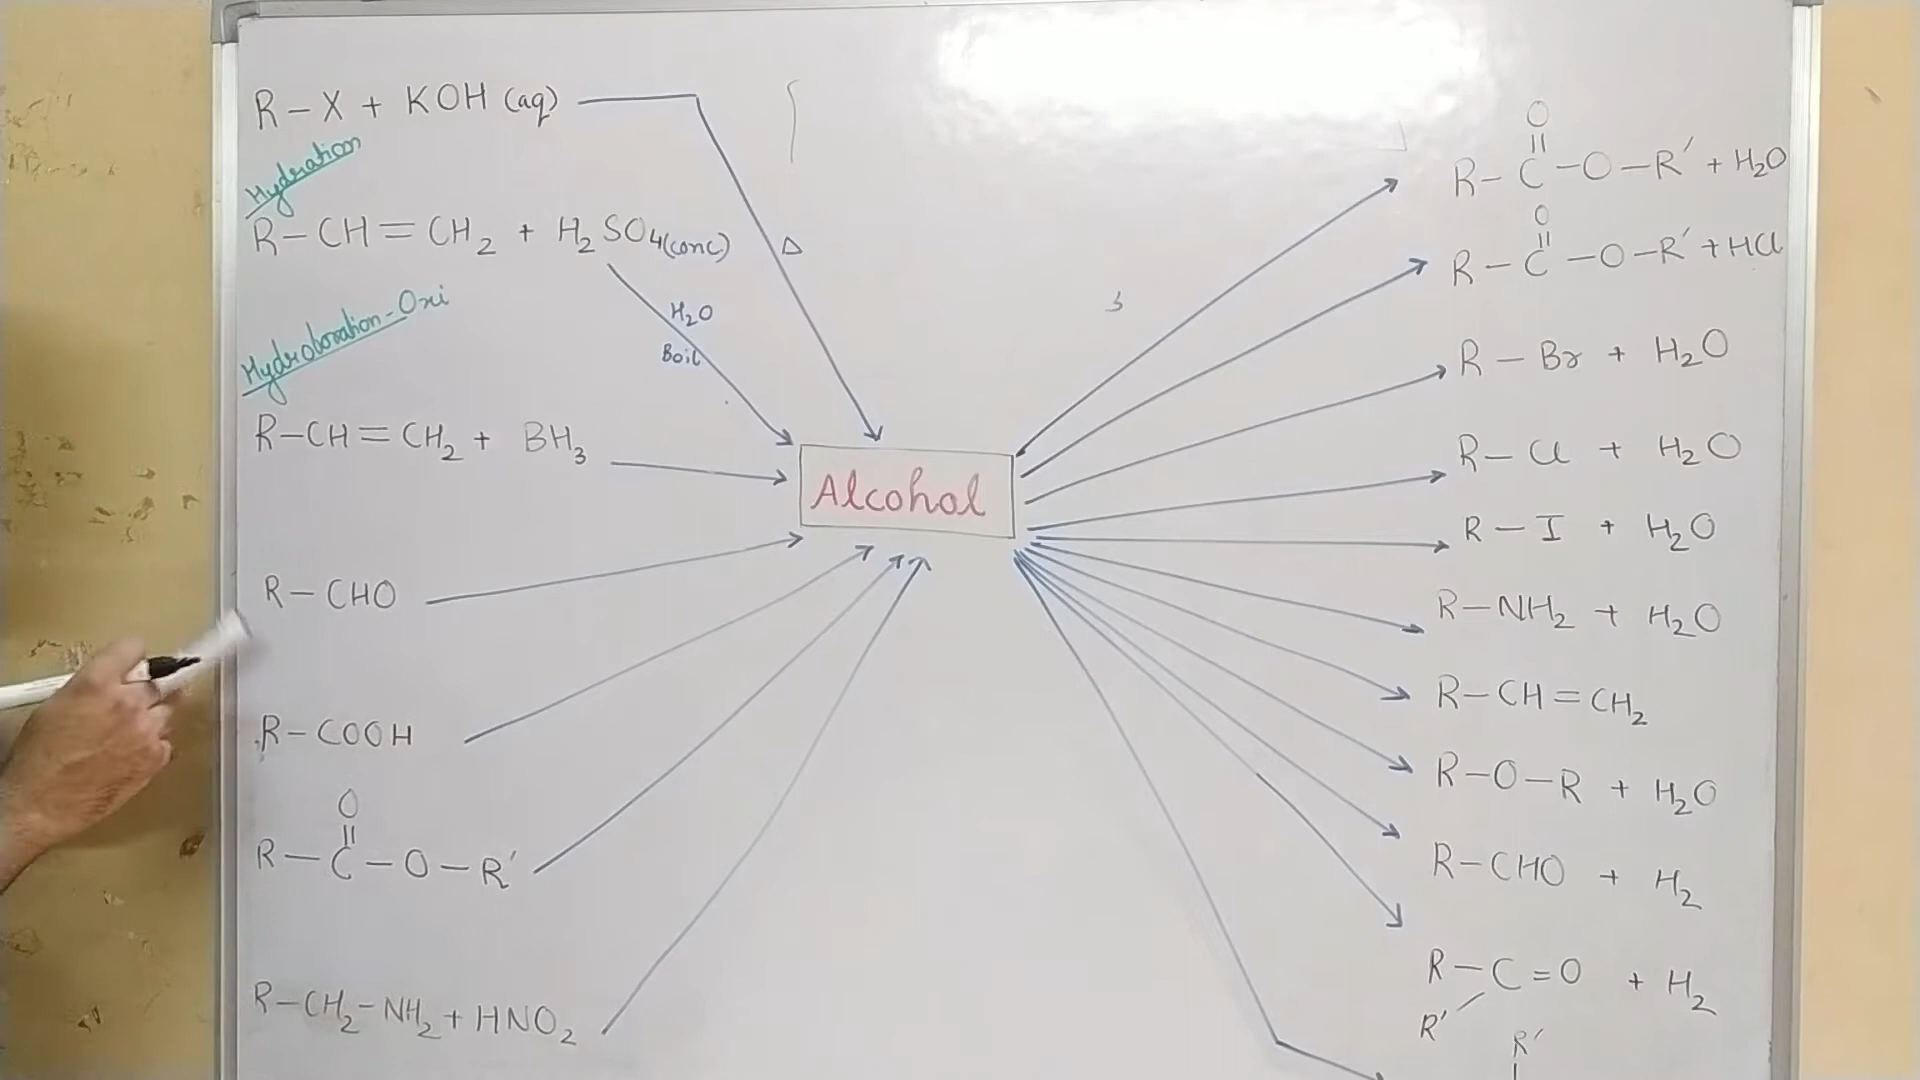 R-X + KOH (aq)
Hydration
R-CH=CH₂ + H₂SO₄(conc)
Δ
H₂O
Boil
Hydroboration-Oxi
R-CH=CH₂ + BH₃
R-CHO
R-COOH
O
||
R-C-O-R'
R-CH₂-NH₂ + HNO₂
Alcohol
O
||
R-C-O-R' + H₂O
O
||
R-C-O-R' + HCl
R-Br + H₂O
R-Cl + H₂O
R-I + H₂O
R-NH₂ + H₂O
R-CH=CH₂
R-O-R + H₂O
R-CHO + H₂
R-C=O + H₂
R'
R'